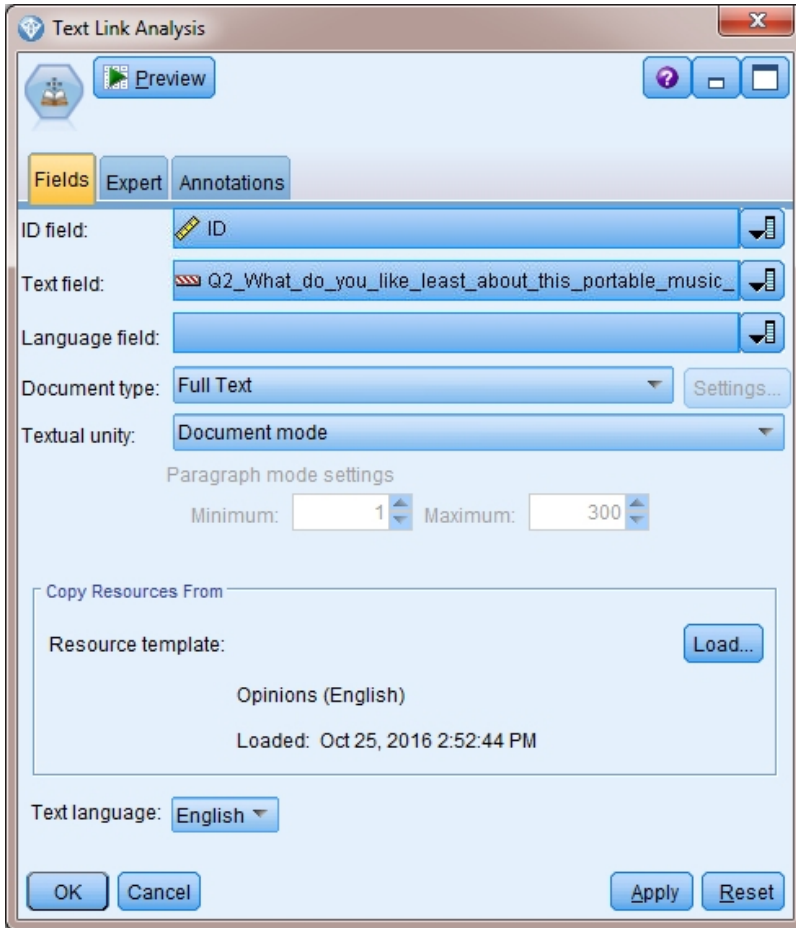 Text Link Analysis
Preview
Fields Expert Annotations
ID field: ID
Text field: Q2_What_do_you_like_least_about_this_portable_music_
Language field:
Document type: Full Text Settings...
Textual unity: Document mode
Paragraph mode settings
Minimum: 1 Maximum: 300
Copy Resources From
Resource template: Load...
Opinions (English)
Loaded: Oct 25, 2016 2:52:44 PM
Text language: English
OK Cancel Apply Reset